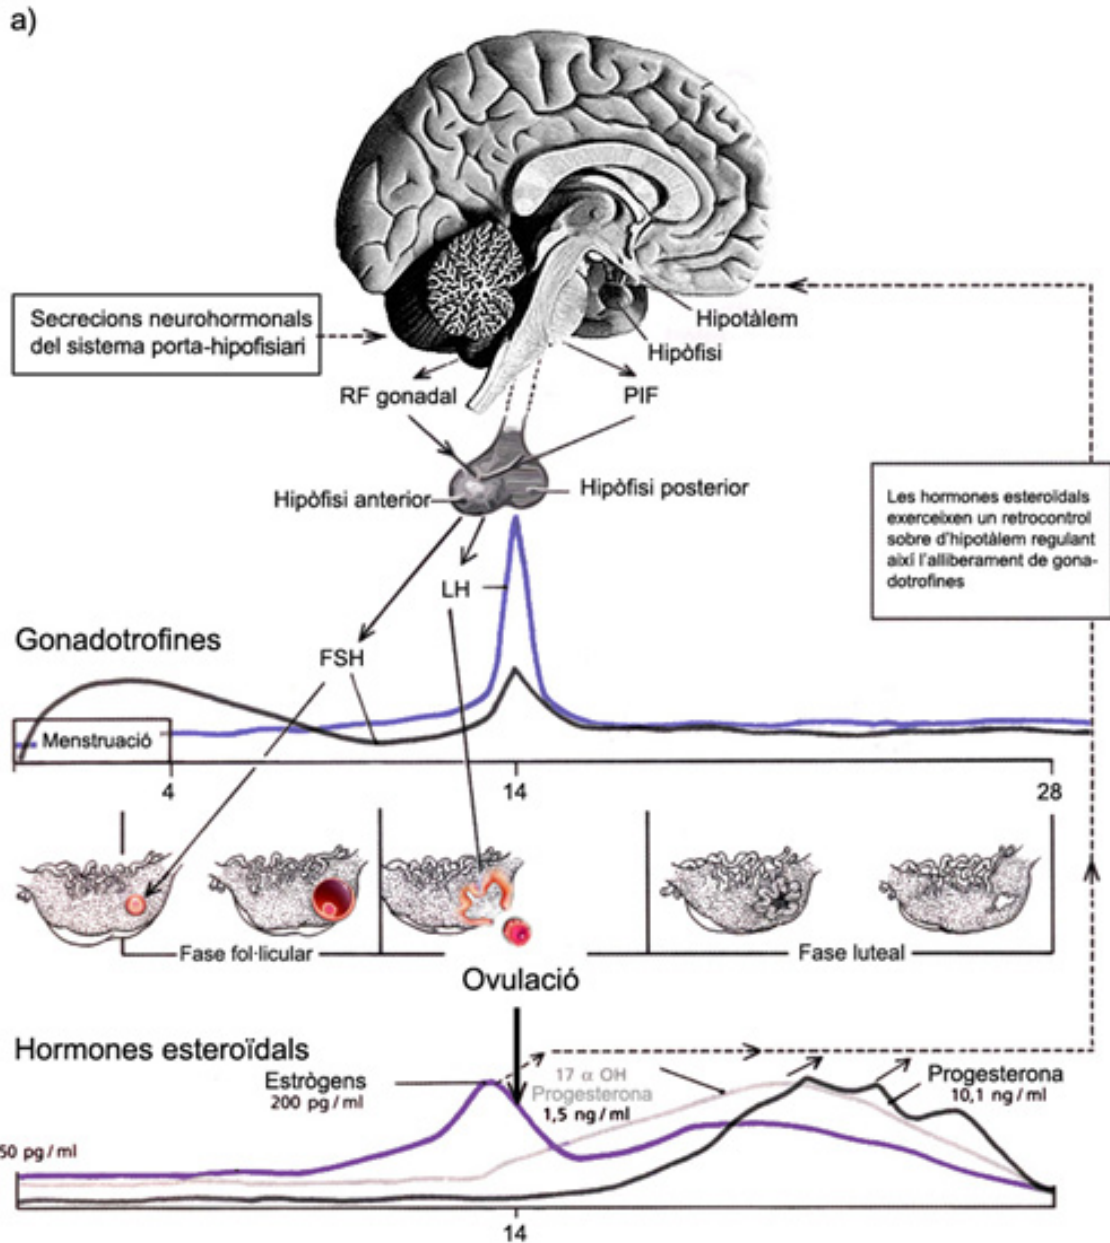 a)
Secrecions neurohormonals
del sistema porta-hipofisiari
Hipotàlem
Hipòfisi
RF gonadal
PIF
Hipòfisi anterior
Hipòfisi posterior
Les hormones esteroïdals
exerceixen un retrocontrol
sobre d'hipotàlem regulant
així l'alliberament de gona-
dotrofines
LH
Gonadotrofines
FSH
Menstruació
4
14
28
Fase fol·licular
Fase luteal
Ovulació
Hormones esteroïdals
Estrògens
200 pg/ml
17 α OH
Progesterona
1,5 ng/ml
Progesterona
10,1 ng/ml
50 pg/ml
14